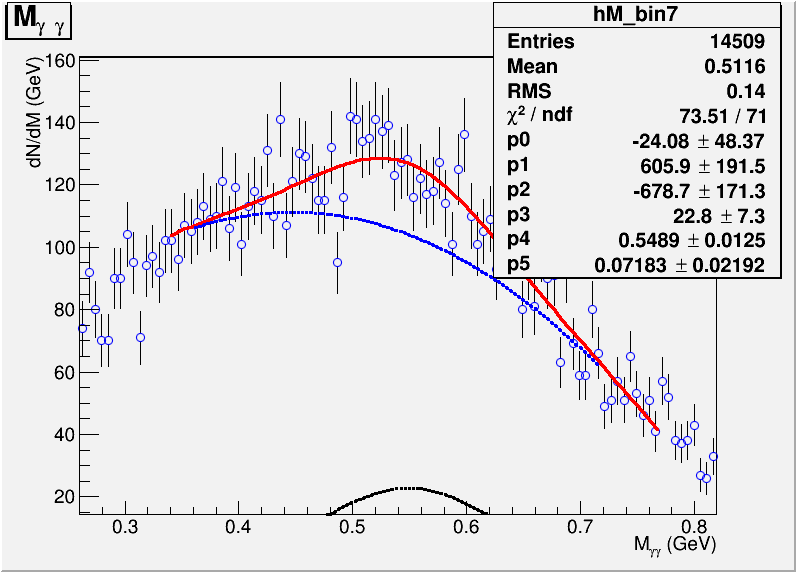 M γ γ
hM_bin7
Entries 14509
Mean 0.5116
RMS 0.14
χ² / ndf 73.51 / 71
p0 -24.08 ± 48.37
p1 605.9 ± 191.5
p2 -678.7 ± 171.3
p3 22.8 ± 7.3
p4 0.5489 ± 0.0125
p5 0.07183 ± 0.02192
dN/dM (GeV)
160
140
120
100
80
60
40
20
0.3 0.4 0.5 0.6 0.7 0.8
Mγγ (GeV)